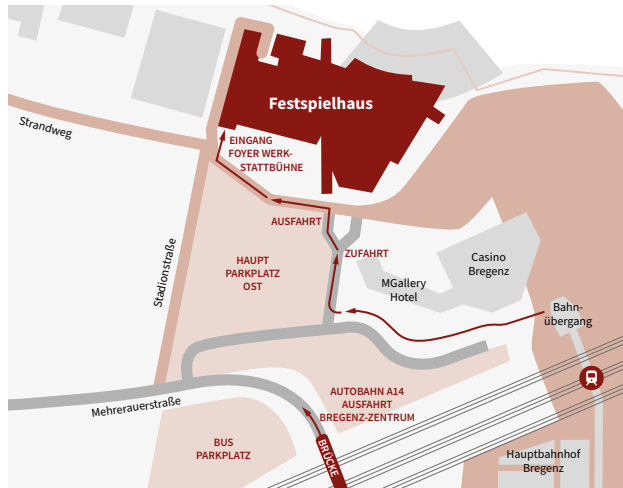 Festspielhaus
Strandweg
EINGANG
FOYER WERK-
STATTBÜHNE
AUSFAHRT
ZUFAHRT
HAUPT
PARKPLATZ
OST
Stadionstraße
MGallery
Hotel
Casino
Bregenz
Bahn-
übergang
Mehrerauerstraße
AUTOBAHN A14
AUSFAHRT
BREGENZ-ZENTRUM
BUS
PARKPLATZ
BRÜCKE
Hauptbahnhof
Bregenz